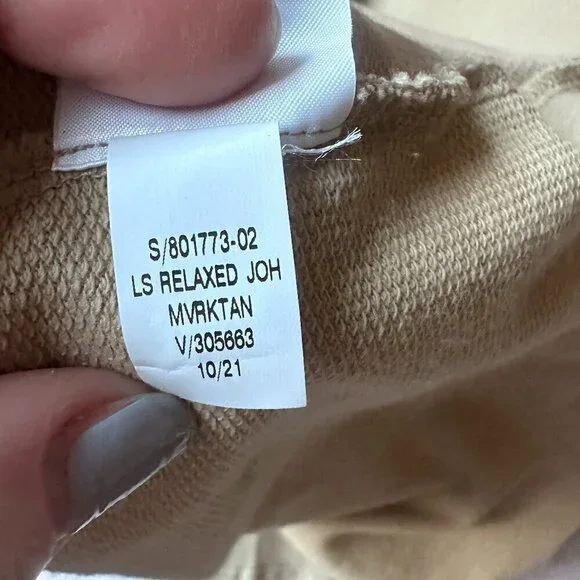 S/801773-02
LS RELAXED JOH
MVRKTAN
V/305663
10/21